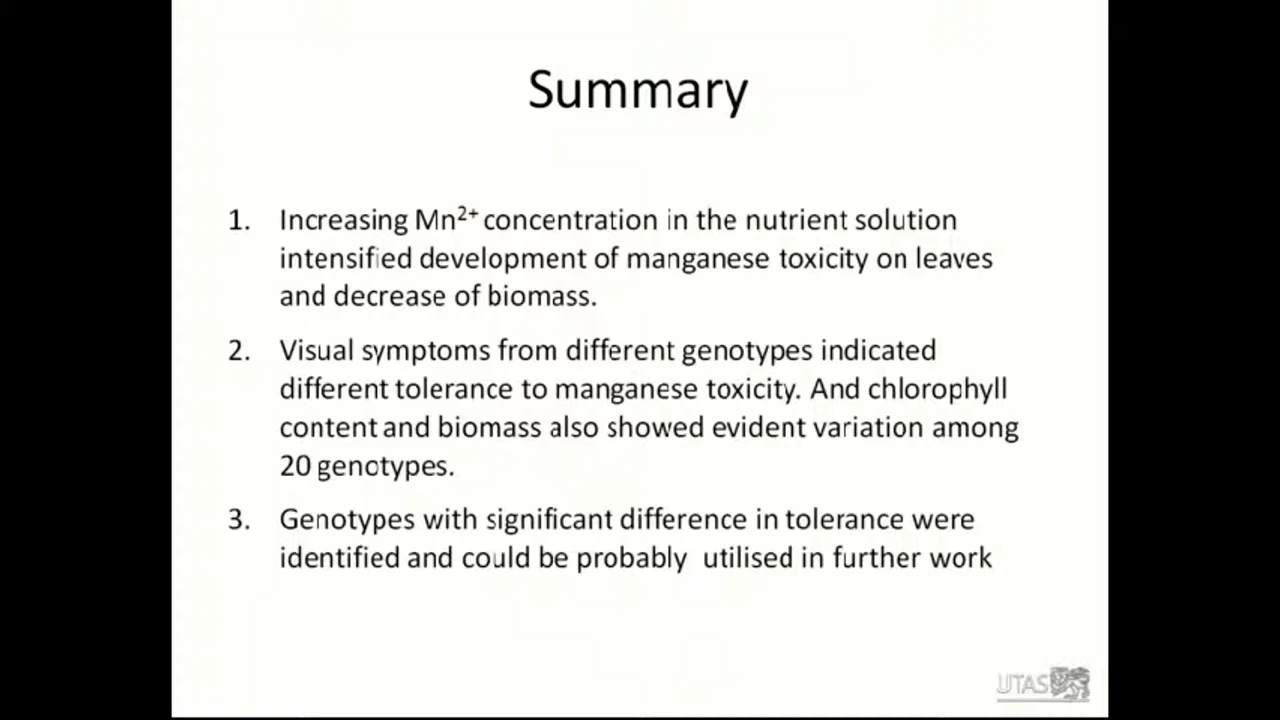 Summary
1. Increasing Mn²⁺ concentration in the nutrient solution
intensified development of manganese toxicity on leaves
and decrease of biomass.
2. Visual symptoms from different genotypes indicated
different tolerance to manganese toxicity. And chlorophyll
content and biomass also showed evident variation among
20 genotypes.
3. Genotypes with significant difference in tolerance were
identified and could be probably utilised in further work
UTAS